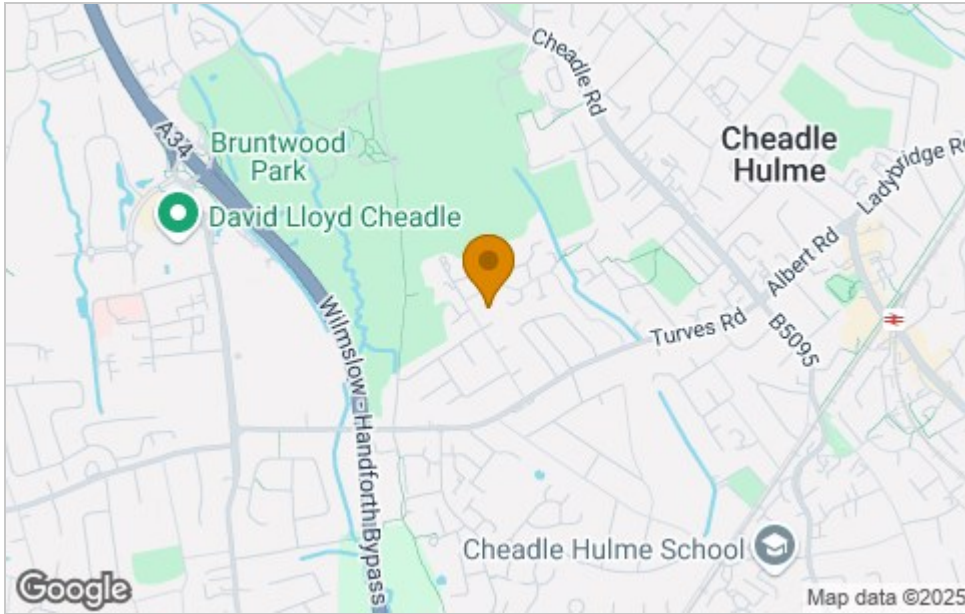 Cheadle Rd
A34
Bruntwood
Park
Cheadle
Hulme
Ladybridge R
David Lloyd Cheadle
Albert Rd
Wilmslow-Handforth Bypass
Turves Rd
B5095
Cheadle Hulme School
Google
Map data ©2025